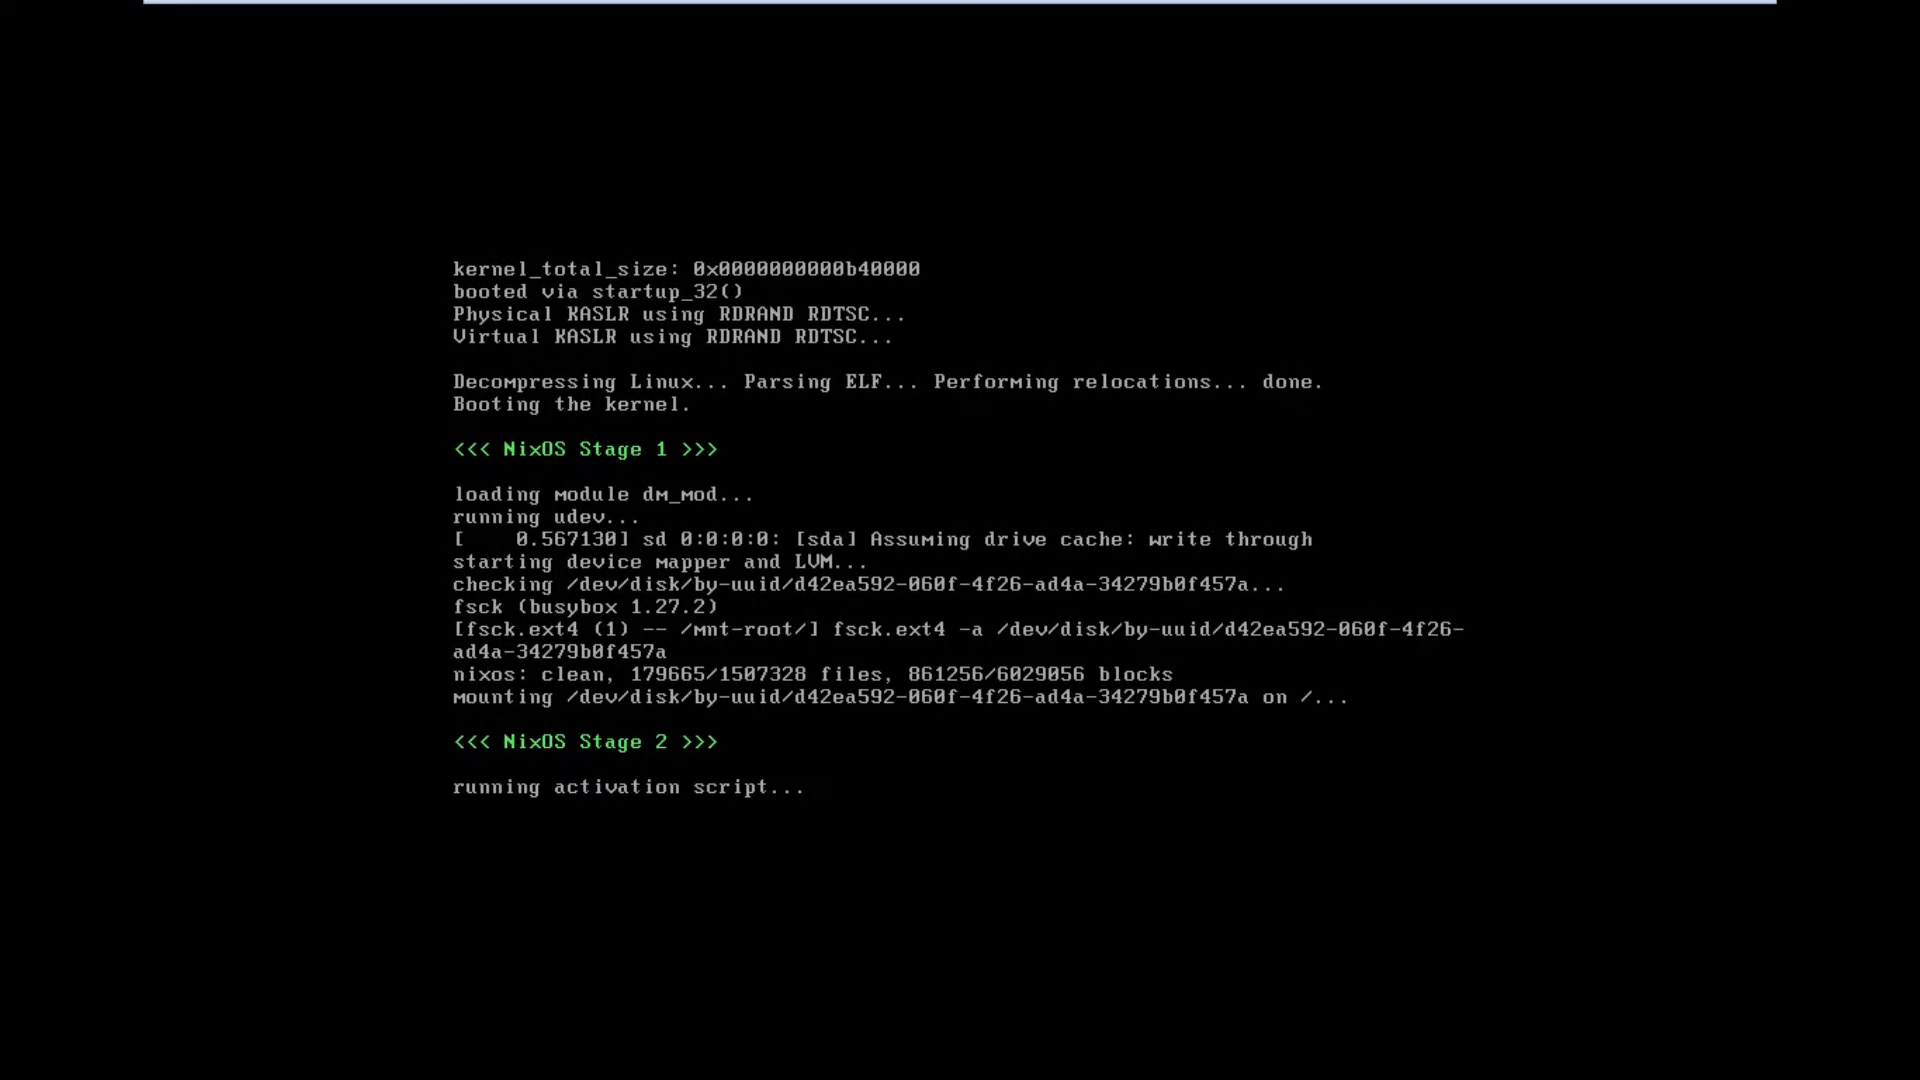 kernel_total_size: 0x0000000000b40000
booted via startup_32()
Physical KASLR using RDRAND RDTSC...
Virtual KASLR using RDRAND RDTSC...
Decompressing Linux... Parsing ELF... Performing relocations... done.
Booting the kernel.
<<< NixOS Stage 1 >>>
loading module dm_mod...
running udev...
[    0.567130] sd 0:0:0:0: [sda] Assuming drive cache: write through
starting device mapper and LVM...
checking /dev/disk/by-uuid/d42ea592-060f-4f26-ad4a-34279b0f457a...
fsck (busybox 1.27.2)
[fsck.ext4 (1) -- /mnt-root/] fsck.ext4 -a /dev/disk/by-uuid/d42ea592-060f-4f26-
ad4a-34279b0f457a
nixos: clean, 179665/1507328 files, 861256/6029056 blocks
mounting /dev/disk/by-uuid/d42ea592-060f-4f26-ad4a-34279b0f457a on /...
<<< NixOS Stage 2 >>>
running activation script...